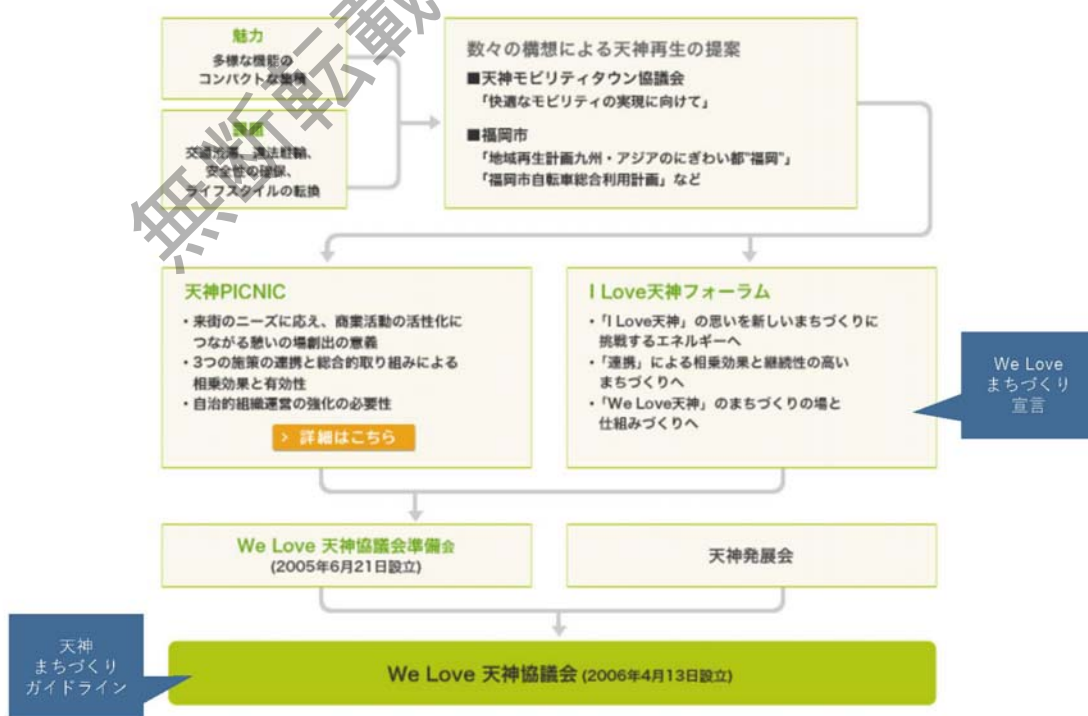 魅力
多様な機能の
コンパクトな集積
課題
交通渋滞、違法駐輪、
安全性の確保、
ライフスタイルの転換
数々の構想による天神再生の提案
■天神モビリティタウン協議会
「快適なモビリティの実現に向けて」
■福岡市
「地域再生計画九州・アジアのにぎわい都"福岡"」
「福岡市自転車総合利用計画」など
天神PICNIC
・来街のニーズに応え、商業活動の活性化に
つながる憩いの場創出の意義
・3つの施策の連携と総合的取り組みによる
相乗効果と有効性
・自治的組織運営の強化の必要性
> 詳細はこちら
I Love天神フォーラム
・「I Love天神」の思いを新しいまちづくりに
挑戦するエネルギーへ
・「連携」による相乗効果と継続性の高い
まちづくりへ
・「We Love天神」のまちづくりの場と
仕組みづくりへ
We Love
まちづくり
宣言
We Love 天神協議会準備会
(2005年6月21日設立)
天神発展会
天神
まちづくり
ガイドライン
We Love 天神協議会 (2006年4月13日設立)
無断転載